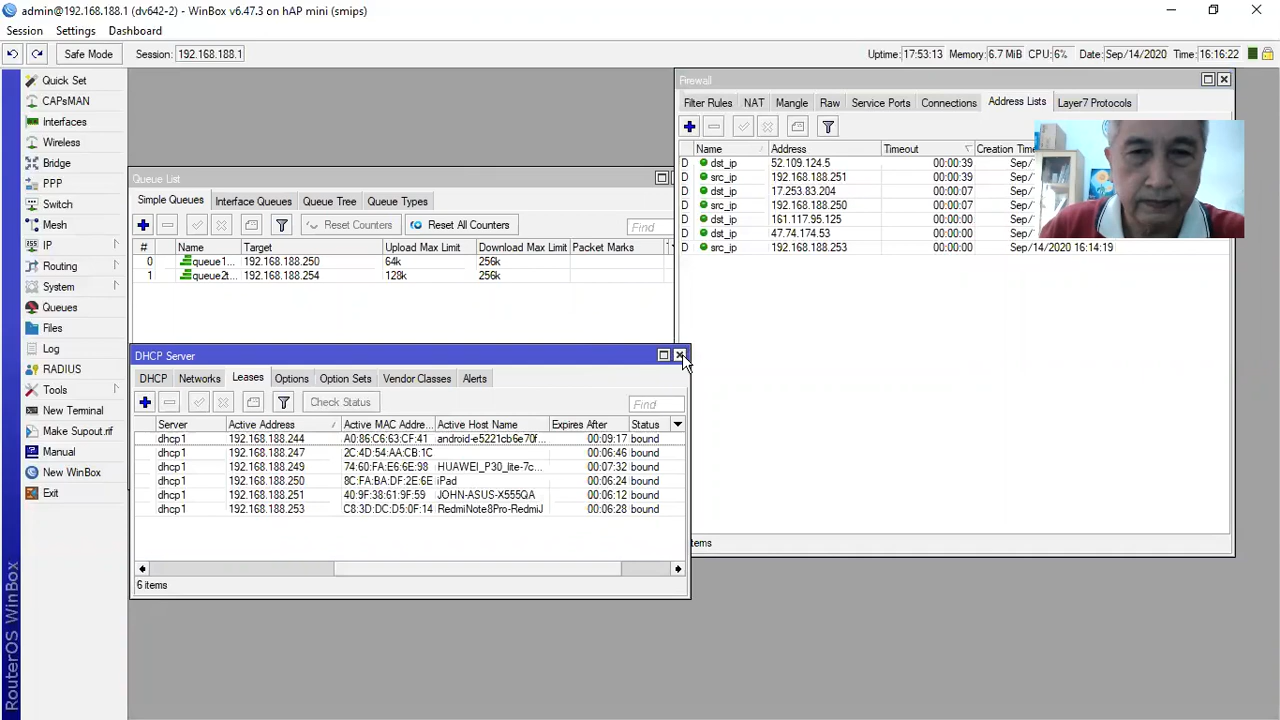 admin@192.168.188.1 (dv642-2) - WinBox v6.47.3 on hAP mini (smips)
Session Settings Dashboard
Safe Mode Session: 192.168.188.1 Uptime: 17:53:13 Memory: 6.7 MiB CPU: 6% Date: Sep/14/2020 Time: 16:16:22
Quick Set
CAPsMAN
Interfaces
Wireless
Bridge
PPP
Switch
Mesh
IP
Routing
System
Queues
Files
Log
RADIUS
Tools
New Terminal
Make Supout.rif
Manual
New WinBox
Exit
RouterOS WinBox
Queue List
Simple Queues Interface Queues Queue Tree Queue Types
Reset Counters Reset All Counters Find
# Name Target Upload Max Limit Download Max Limit Packet Marks
0 queue1... 192.168.188.250 64k 256k
1 queue2t... 192.168.188.254 128k 256k
Firewall
Filter Rules NAT Mangle Raw Service Ports Connections Address Lists Layer7 Protocols
Name Address Timeout Creation Time
D dst_ip 52.109.124.5 00:00:39 Sep/
D src_ip 192.168.188.251 00:00:39 Sep/
D dst_ip 17.253.83.204 00:00:07 Sep/
D src_ip 192.168.188.250 00:00:07 Sep/
D dst_ip 161.117.95.125 00:00:00 Sep/
D dst_ip 47.74.174.53 00:00:00 Sep/
D src_ip 192.168.188.253 00:00:00 Sep/14/2020 16:14:19
tems
DHCP Server
DHCP Networks Leases Options Option Sets Vendor Classes Alerts
Check Status Find
Server Active Address Active MAC Addre... Active Host Name Expires After Status
dhcp1 192.168.188.244 A0:86:C6:63:CF:41 android-e5221cb6e70f... 00:09:17 bound
dhcp1 192.168.188.247 2C:4D:54:AA:CB:1C 00:06:46 bound
dhcp1 192.168.188.249 74:60:FA:E6:6E:98 HUAWEI_P30_lite-7c... 00:07:32 bound
dhcp1 192.168.188.250 8C:FA:BA:DF:2E:6E iPad 00:06:24 bound
dhcp1 192.168.188.251 40:9F:38:61:9F:59 JOHN-ASUS-X555QA 00:06:12 bound
dhcp1 192.168.188.253 C8:3D:DC:D5:0F:14 RedmiNote8Pro-RedmiJ 00:06:28 bound
6 items